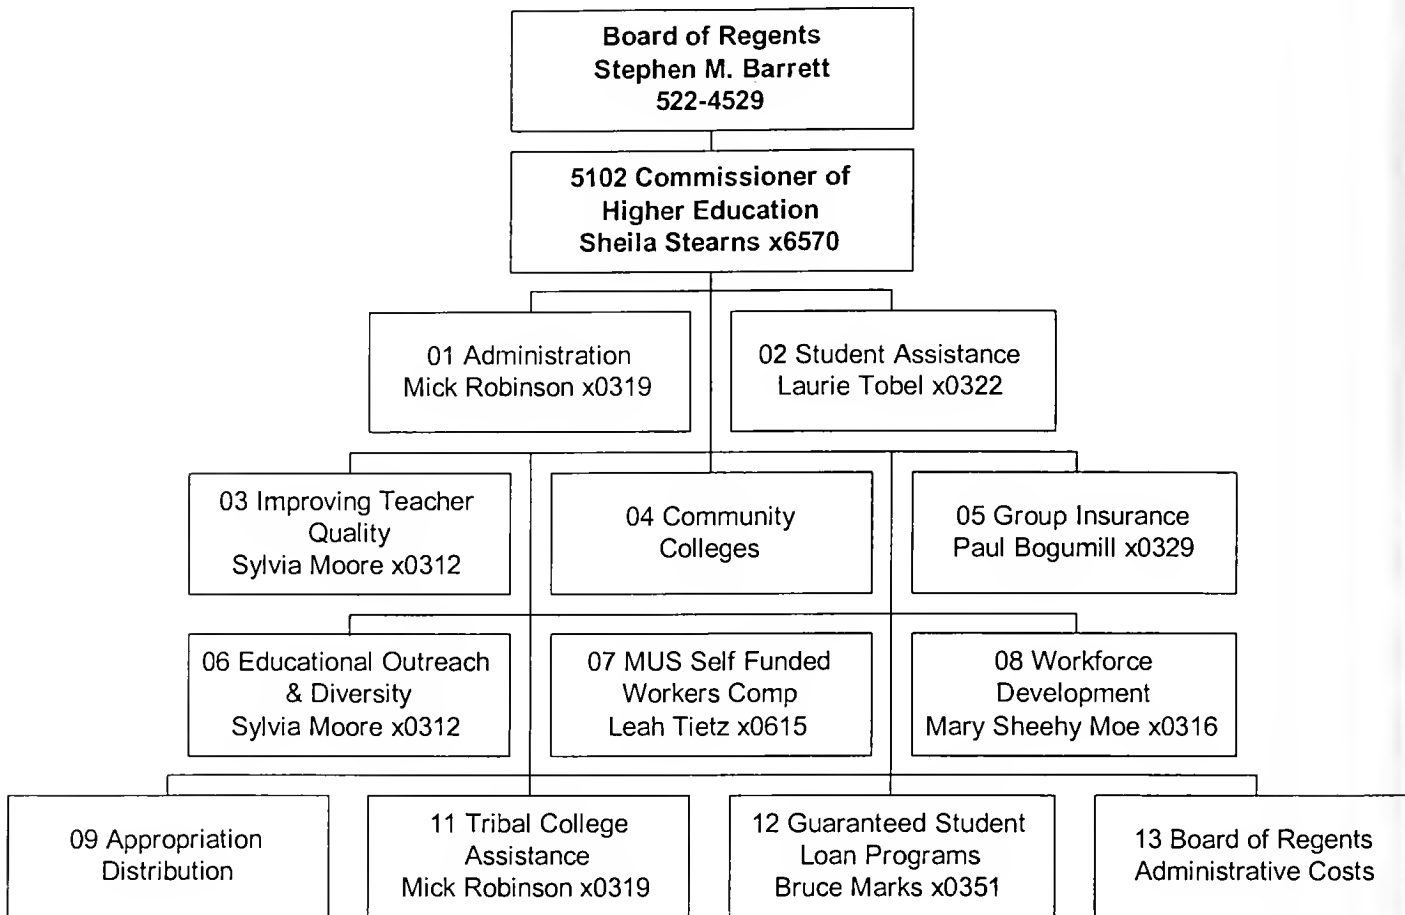 Board of Regents
Stephen M. Barrett
522-4529
5102 Commissioner of
Higher Education
Sheila Stearns x6570
01 Administration
Mick Robinson x0319
02 Student Assistance
Laurie Tobel x0322
03 Improving Teacher
Quality
Sylvia Moore x0312
04 Community
Colleges
05 Group Insurance
Paul Bogumill x0329
06 Educational Outreach
& Diversity
Sylvia Moore x0312
07 MUS Self Funded
Workers Comp
Leah Tietz x0615
08 Workforce
Development
Mary Sheehy Moe x0316
09 Appropriation
Distribution
11 Tribal College
Assistance
Mick Robinson x0319
12 Guaranteed Student
Loan Programs
Bruce Marks x0351
13 Board of Regents
Administrative Costs